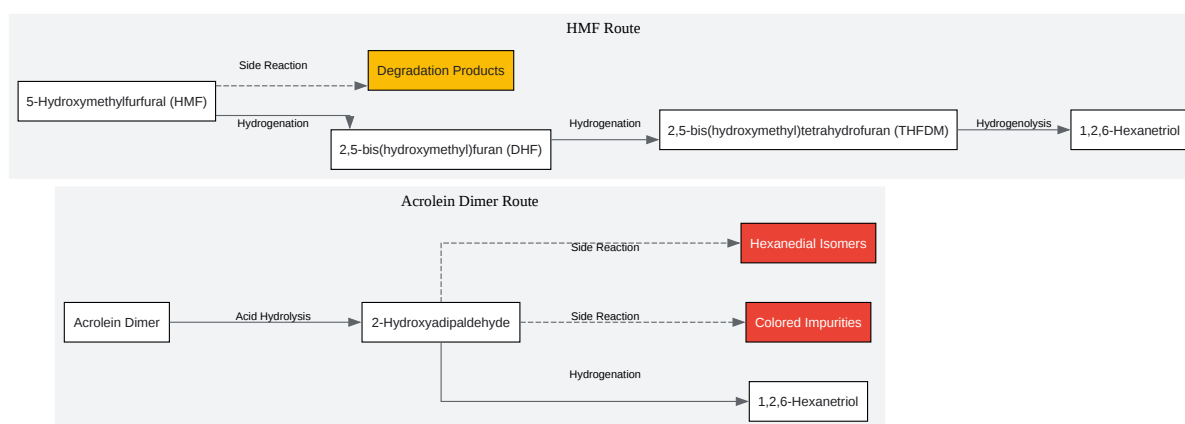 HMF Route
Side Reaction
Degradation Products
5-Hydroxymethylfurfural (HMF)
Hydrogenation
2,5-bis(hydroxymethyl)furan (DHF)
Hydrogenation
2,5-bis(hydroxymethyl)tetrahydrofuran (THFDM)
Hydrogenolysis
1,2,6-Hexanetriol
Acrolein Dimer Route
Side Reaction
Hexanedial Isomers
Acrolein Dimer
Acid Hydrolysis
2-Hydroxyadipaldehyde
Side Reaction
Colored Impurities
Hydrogenation
1,2,6-Hexanetriol